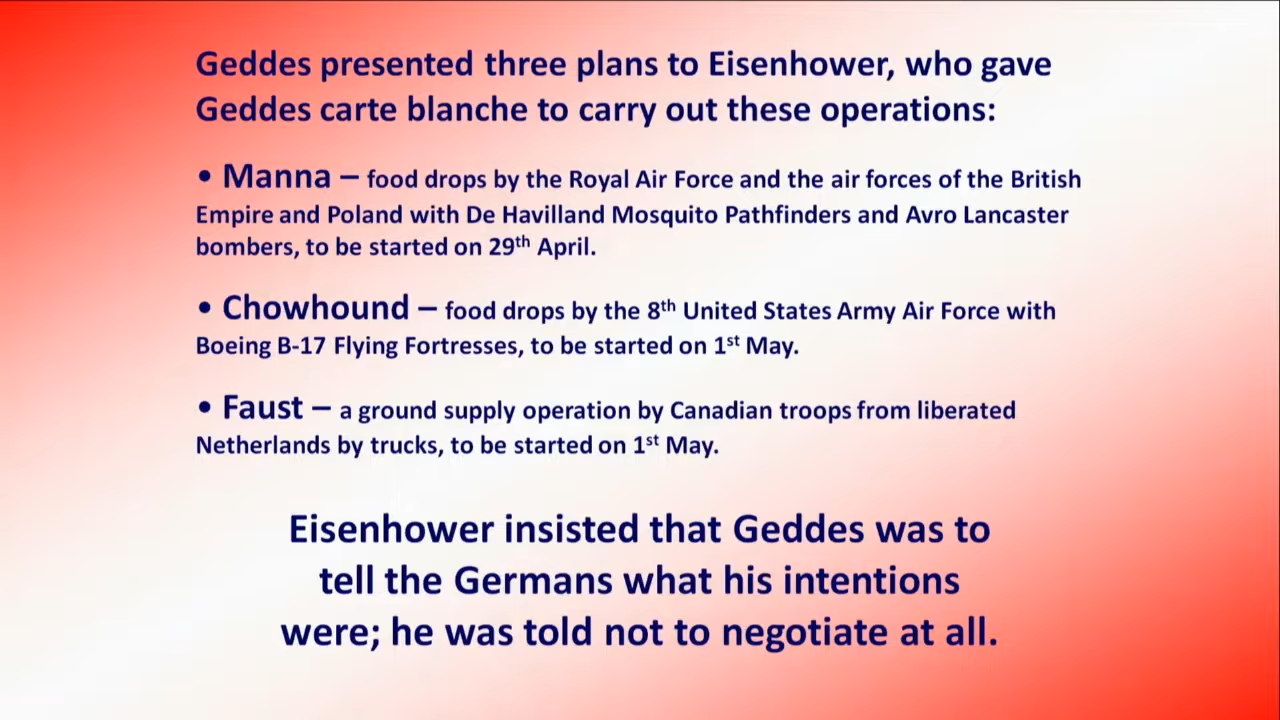 Geddes presented three plans to Eisenhower, who gave
Geddes carte blanche to carry out these operations:
• Manna – food drops by the Royal Air Force and the air forces of the British
Empire and Poland with De Havilland Mosquito Pathfinders and Avro Lancaster
bombers, to be started on 29th April.
• Chowhound – food drops by the 8th United States Army Air Force with
Boeing B-17 Flying Fortresses, to be started on 1st May.
• Faust – a ground supply operation by Canadian troops from liberated
Netherlands by trucks, to be started on 1st May.
Eisenhower insisted that Geddes was to
tell the Germans what his intentions
were; he was told not to negotiate at all.